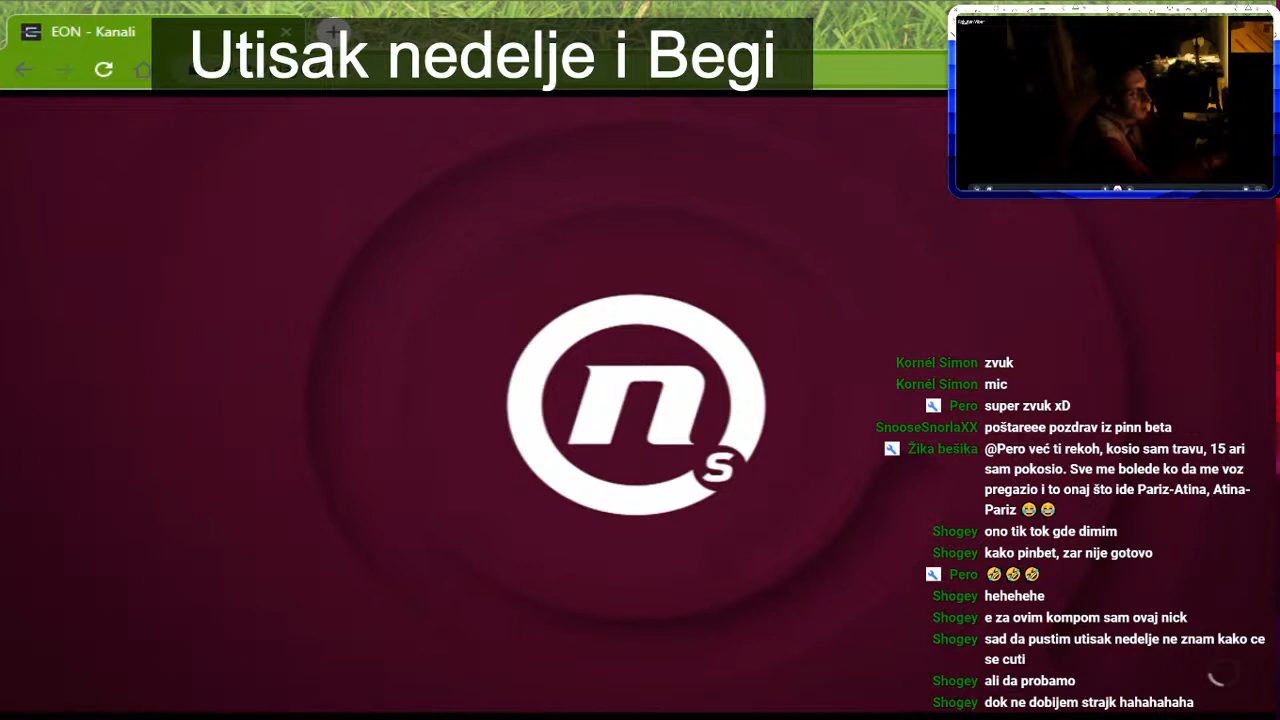 EON - Kanali
Utisak nedelje i Begi
n
s
Kornél Simon zvuk
Kornél Simon mic
Pero super zvuk xD
SnooseSnorlaXX poštareee pozdrav iz pinn beta
Žika bešika @Pero već ti rekoh, kosio sam travu, 15 ari
sam pokosio. Sve me bolede ko da me voz
pregazio i to onaj što ide Pariz-Atina, Atina-
Pariz 😂 😂
Shogey ono tik tok gde dimim
Shogey kako pinbet, zar nije gotovo
Pero 🤣 🤣 🤣
Shogey hehehehe
Shogey e za ovim kompom sam ovaj nick
Shogey sad da pustim utisak nedelje ne znam kako ce
se cuti
Shogey ali da probamo
Shogey dok ne dobijem strajk hahahahaha